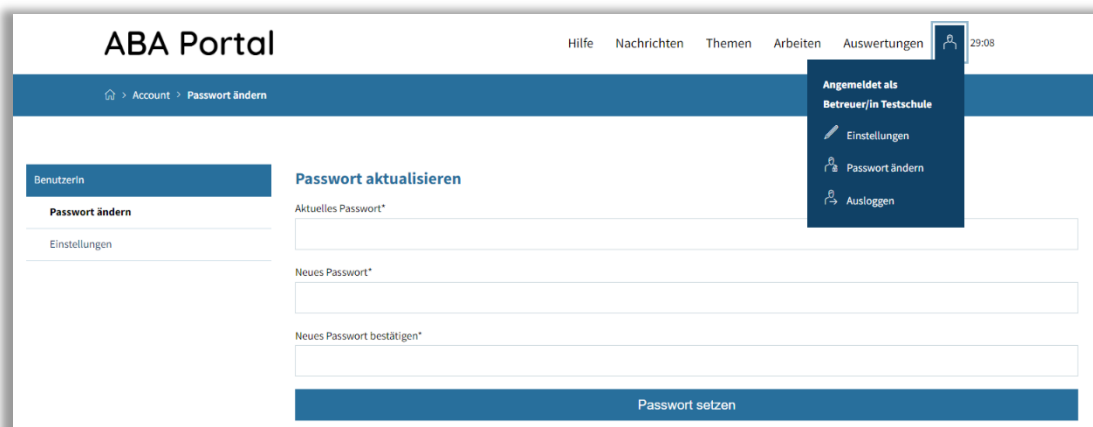 ABA Portal
Hilfe Nachrichten Themen Arbeiten Auswertungen 29:08
Account > Passwort ändern
Angemeldet als
Betreuer/in Testschule
Einstellungen
Passwort ändern
Ausloggen
BenutzerIn
Passwort ändern
Einstellungen
Passwort aktualisieren
Aktuelles Passwort*
Neues Passwort*
Neues Passwort bestätigen*
Passwort setzen